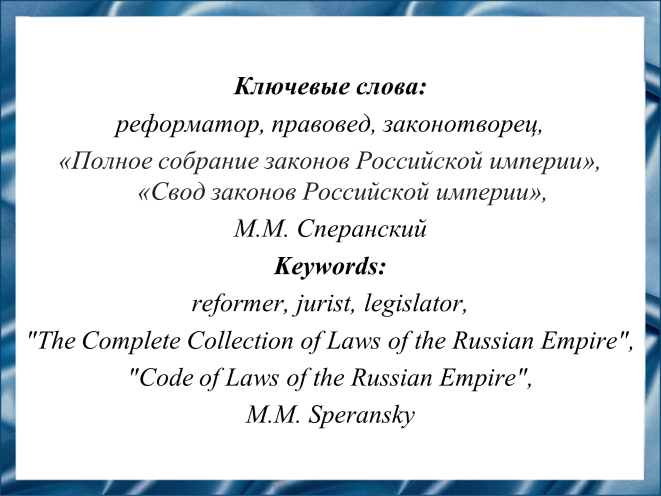 Ключевые слова:
реформатор, правовед, законотворец,
«Полное собрание законов Российской империи»,
«Свод законов Российской империи»,
М.М. Сперанский
Keywords:
reformer, jurist, legislator,
"The Complete Collection of Laws of the Russian Empire",
"Code of Laws of the Russian Empire",
M.M. Speransky